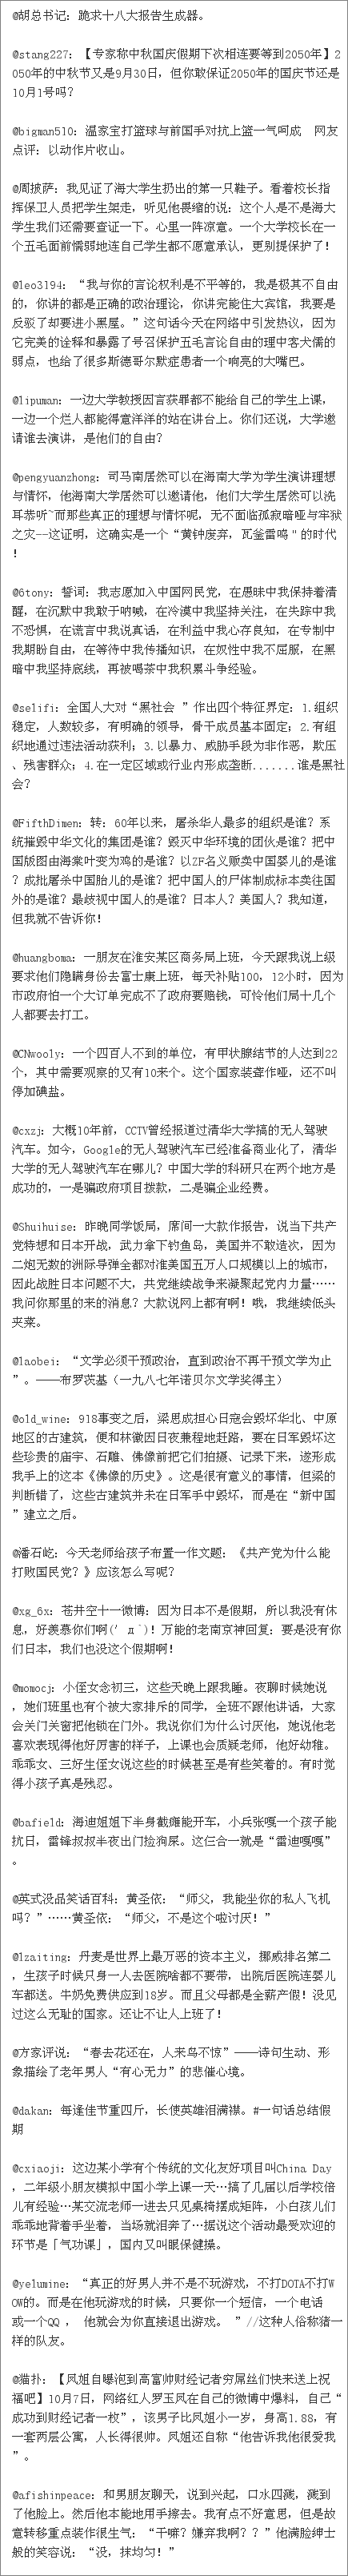 @胡总书记: 跪求十八大报告生成器。
@stang227: 【专家称中秋国庆假期下次相连要等到2050年】2
050年的中秋节又是9月30日，但你敢保证2050年的国庆节还是
10月1号吗？
@bigman510: 温家宝打篮球与前国手对抗上篮一气呵成　网友
点评: 以动作片收山。
@周披萨: 我见证了海大学生扔出的第一只鞋子。看着校长指
挥保卫人员把学生架走，听见他畏缩的说: 这个人是不是海大
学生我们还需要查证一下。心里一阵凉意。一个大学校长在一
个五毛面前懦弱地连自己学生都不愿意承认，更别提保护了！
@leo3194: “我与你的言论权利是不平等的，我是极其不自由
的，你讲的都是正确的政治理论，你讲完能住大宾馆，我要是
反驳了却要进小黑屋。”这句话今天在网络中引发热议，因为
它完美的诠释和暴露了号召保护五毛言论自由的理中客犬儒的
弱点，也给了很多斯德哥尔默症患者一个响亮的大嘴巴。
@lipuman: 一边大学教授因言获罪都不能给自己的学生上课，
一边一个烂人都能得意洋洋的站在讲台上。你们还说，大学邀
请谁去演讲，是他们的自由？
@pengyuanzhong: 司马南居然可以在海南大学为学生演讲理想
与情怀，他海南大学居然可以邀请他，他们大学生居然可以洗
耳恭听~而那些真正的理想与情怀呢，无不面临孤寂喑哑与牢狱
之灾--这证明，这确实是一个“黄钟废弃，瓦釜雷鸣＂的时代
！
@6tony: 誓词: 我志愿加入中国网民党，在愚昧中我保持着清
醒，在沉默中我敢于呐喊，在冷漠中我坚持关注，在失踪中我
不恐惧，在谎言中我说真话，在利益中我心存良知，在专制中
我期盼自由，在等待中我传播知识，在奴性中我不屈服，在黑
暗中我坚持底线，再被喝茶中我积累斗争经验。
@selifi: 全国人大对“黑社会 ”作出四个特征界定: 1.组织
稳定，人数较多，有明确的领导，骨干成员基本固定；2.有组
织地通过违法活动获利；3.以暴力、威胁手段为非作恶，欺压
、残害群众；4.在一定区域或行业内形成垄断.......谁是黑社
会？
@FifthDimen: 转: 60年以来，屠杀华人最多的组织是谁？系
统摧毁中华文化的集团是谁？毁灭中华环境的团伙是谁？把中
国版图由海棠叶变为鸡的是谁？以ZF名义贩卖中国婴儿的是谁
？成批屠杀中国胎儿的是谁？把中国人的尸体制成标本卖往国
外的是谁？最歧视中国人的是谁？日本人？美国人？我知道，
但我就不告诉你！
@huangboma: 一朋友在淮安某区商务局上班，今天跟我说上级
要求他们隐瞒身份去富士康上班，每天补贴100，12小时，因为
市政府怕一个大订单完成不了政府要赔钱，可怜他们局十几个
人都要去打工。
@CNwooly: 一个四百人不到的单位，有甲状腺结节的人达到22
个，其中需要观察的又有10来个。这个国家装聋作哑，还不叫
停加碘盐。
@cxzj: 大概10年前，CCTV曾经报道过清华大学搞的无人驾驶
汽车。如今，Google的无人驾驶汽车已经准备商业化了，清华
大学的无人驾驶汽车在哪儿？中国大学的科研只在两个地方是
成功的，一是骗政府项目拨款，二是骗企业经费。
@Shuihuise: 昨晚同学饭局，席间一大款作报告，说当下共产
党特想和日本开战，武力拿下钓鱼岛，美国并不敢造次，因为
二炮无数的洲际导弹全都对淮美国五万人口规模以上的城市，
因此战胜日本问题不大，共党继续战争来凝聚起党内力量……
我问你那里的来的消息？大款说网上都有啊！哦，我继续低头
夹菜。
@laobei: “文学必须干预政治，直到政治不再干预文学为止
”。——布罗茨基（一九八七年诺贝尔文学奖得主）
@old_wine: 918事变之后，梁思成担心日寇会毁坏华北、中原
地区的古建筑，便和林徽因日夜兼程地赶路，要在日军毁坏这
些珍贵的庙宇、石雕、佛像前把它们拍摄、记录下来，遂形成
我手上的这本《佛像的历史》。这是很有意义的事情，但梁的
判断错了，这些古建筑并未在日军手中毁坏，而是在“新中国
”建立之后。
@潘石屹: 今天老师给孩子布置一作文题: 《共产党为什么能
打败国民党？》应该怎么写呢？
@xg_6x: 苍井空十一微博: 因为日本不是假期，所以我没有休
息，好羡慕你们啊(′д｀)！万能的老南京神回复: 要是没有你
们日本，我们也没这个假期啊！
@momocj: 小侄女念初三，这些天晚上跟我睡。夜聊时候她说
，她们班里也有个被大家排斥的同学，全班不跟他讲话，大家
会关门关窗把他锁在门外。我说你们为什么讨厌他，她说他老
喜欢表现得他好厉害的样子，上课也会质疑老师，他好幼稚。
乖乖女、三好生侄女说这些的时候甚至是有些笑着的。有时觉
得小孩子真是残忍。
@bafield: 海迪姐姐下半身截瘫能开车，小兵张嘎一个孩子能
抗日，雷锋叔叔半夜出门捡狗屎。这仨合一就是“雷迪嘎嘎”
。
@英式没品笑话百科: 黄圣依: “师父，我能坐你的私人飞机
吗？”……黄圣依: “师父，不是这个啦讨厌！”
@lzaiting: 丹麦是世界上最万恶的资本主义，挪威排名第二
，生孩子时候只身一人去医院啥都不要带，出院后医院连婴儿
车都送。牛奶免费供应到18岁。而且父母都是全薪产假！没见
过这么无耻的国家。还让不让人上班了！
@方家评说: “春去花还在，人来鸟不惊”——诗句生动、形
象描绘了老年男人“有心无力”的悲催心境。
@dakan: 每逢佳节重四斤，长使英雄泪满襟。#一句话总结假
期
@cxiaoji: 这边某小学有个传统的文化友好项目叫China Day
，二年级小朋友模拟中国小学上课一天…搞了几届以后学校倍
儿有经验…某交流老师一进去只见桌椅摆成矩阵，小白孩儿们
乖乖地背着手坐着，当场就泪奔了…据说这个活动最受欢迎的
环节是「气功课」，国内又叫眼保健操。
@yelumine: “真正的好男人并不是不玩游戏，不打DOTA不打W
OW的。而是在他玩游戏的时候，只要你一个短信，一个电话
或一个QQ ， 他就会为你直接退出游戏。 ”//这种人俗称猪一
样的队友。
@猫扑: 【凤姐自曝泡到高富帅财经记者穷屌丝们快来送上祝
福吧】10月7日，网络红人罗玉凤在自己的微博中爆料，自己“
成功到财经记者一枚”，该男子比凤姐小一岁，身高1.88，有
一套两层公寓，人长得很帅。凤姐还自称“他告诉我他很爱我
”。
@afishinpeace: 和男朋友聊天，说到兴起，口水四溅，溅到
了他脸上。然后他本能地用手擦去。我有点不好意思，但是故
意转移重点装作很生气: “干嘛？嫌弃我啊？？”他满脸绅士
般的笑容说: “没，抹均匀！”